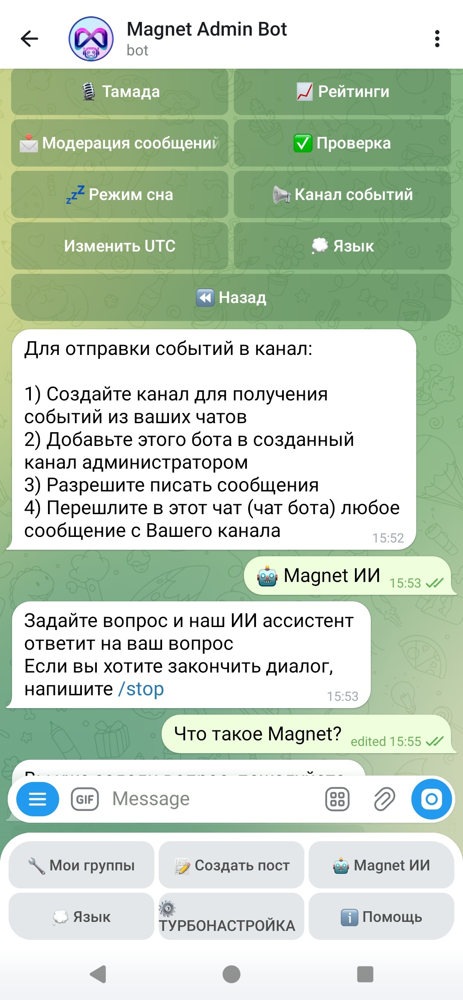 Magnet Admin Bot
bot
Тамада
Рейтинги
Модерация сообщений
Проверка
Режим сна
Канал событий
Изменить UTC
Язык
Назад
Для отправки событий в канал:
1) Создайте канал для получения
событий из ваших чатов
2) Добавьте этого бота в созданный
канал администратором
3) Разрешите писать сообщения
4) Перешлите в этот чат (чат бота) любое
сообщение с Вашего канала
15:52
Magnet ИИ
15:53
Задайте вопрос и наш ИИ ассистент
ответит на ваш вопрос
Если вы хотите закончить диалог,
напишите /stop
15:53
Что такое Magnet?
edited 15:55
GIF
Message
Мои группы
Создать пост
Magnet ИИ
Язык
ТУРБОНАСТРОЙКА
Помощь